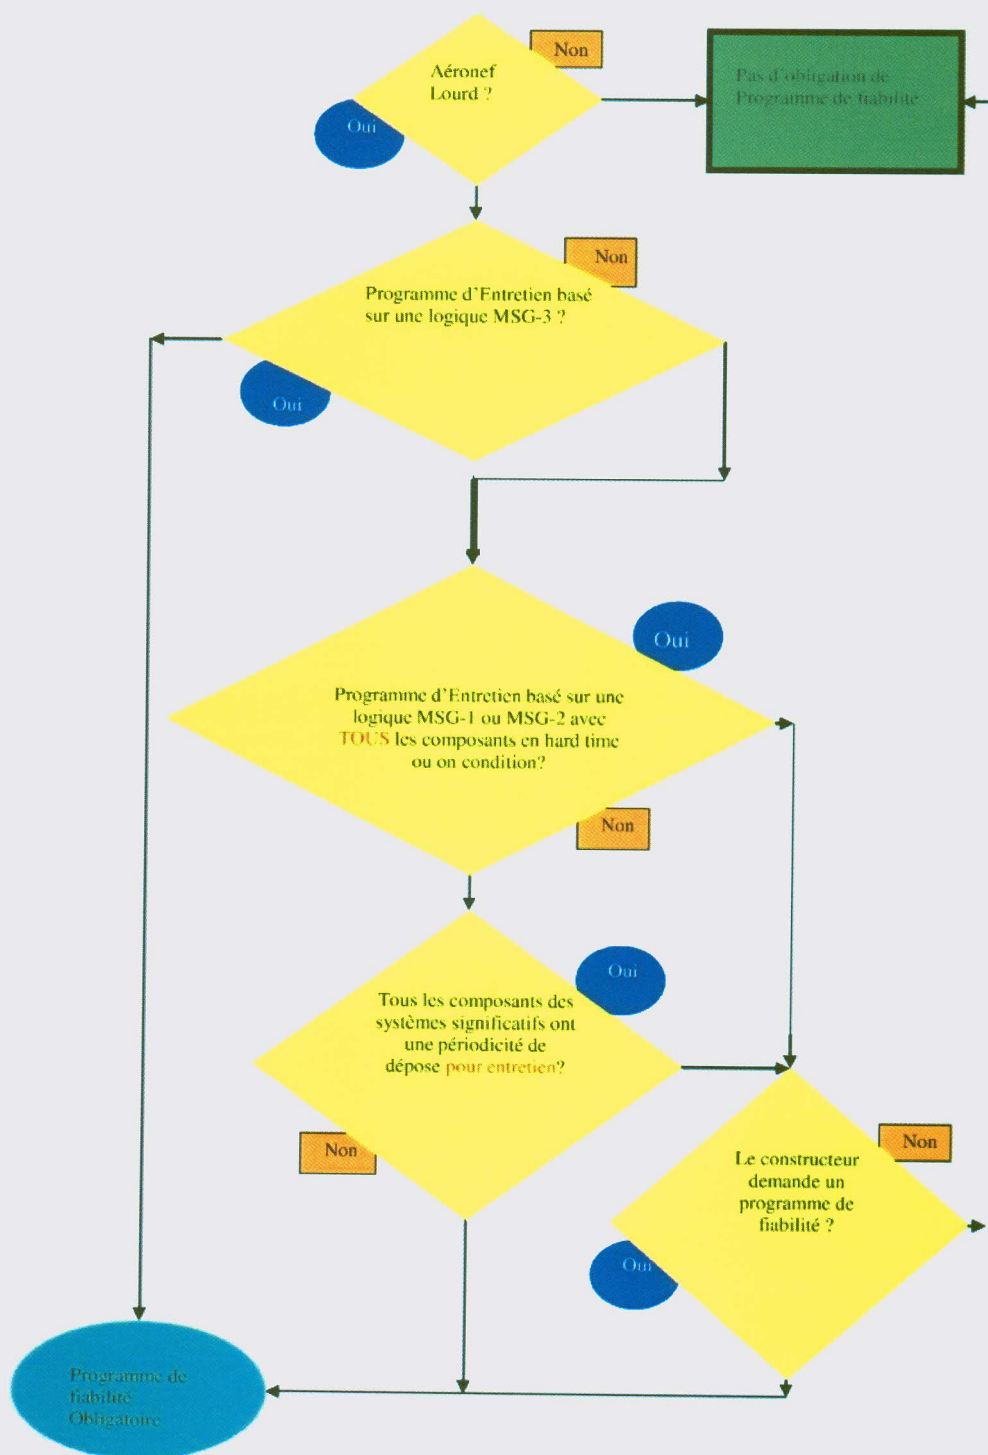 Aéronef
Lourd ?
Non
Oui
Pas d'obligation de
Programme de fiabilité
Non
Programme d'Entretien basé
sur une logique MSG-3 ?
Oui
Oui
Programme d'Entretien basé sur une
logique MSG-1 ou MSG-2 avec
TOUS les composants en hard time
ou on condition?
Non
Oui
Tous les composants des
systèmes significatifs ont
une périodicité de
dépose pour entretien?
Non
Non
Le constructeur
demande un
programme de
fiabilité ?
Oui
Programme de
fiabilité
Obligatoire